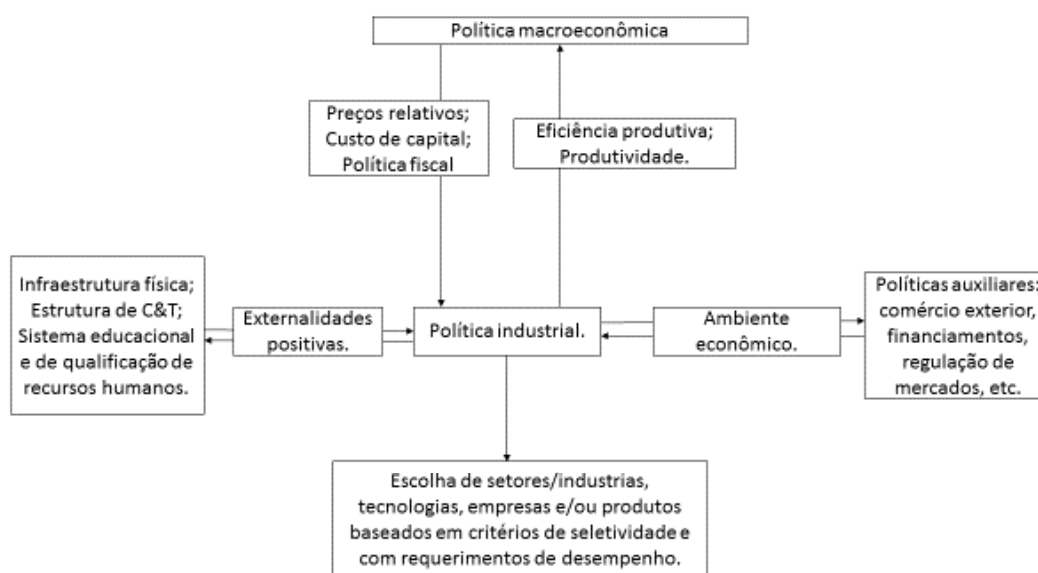 Política macroeconômica
Preços relativos;
Custo de capital;
Política fiscal
Eficiência produtiva;
Produtividade.
Infraestrutura física;
Estrutura de C&T;
Sistema educacional
e de qualificação de
recursos humanos.
Externalidades
positivas.
Política industrial.
Ambiente
econômico.
Políticas auxiliares:
comércio exterior,
financiamentos,
regulação de
mercados, etc.
Escolha de setores/industrias,
tecnologias, empresas e/ou produtos
baseados em critérios de seletividade e
com requerimentos de desempenho.